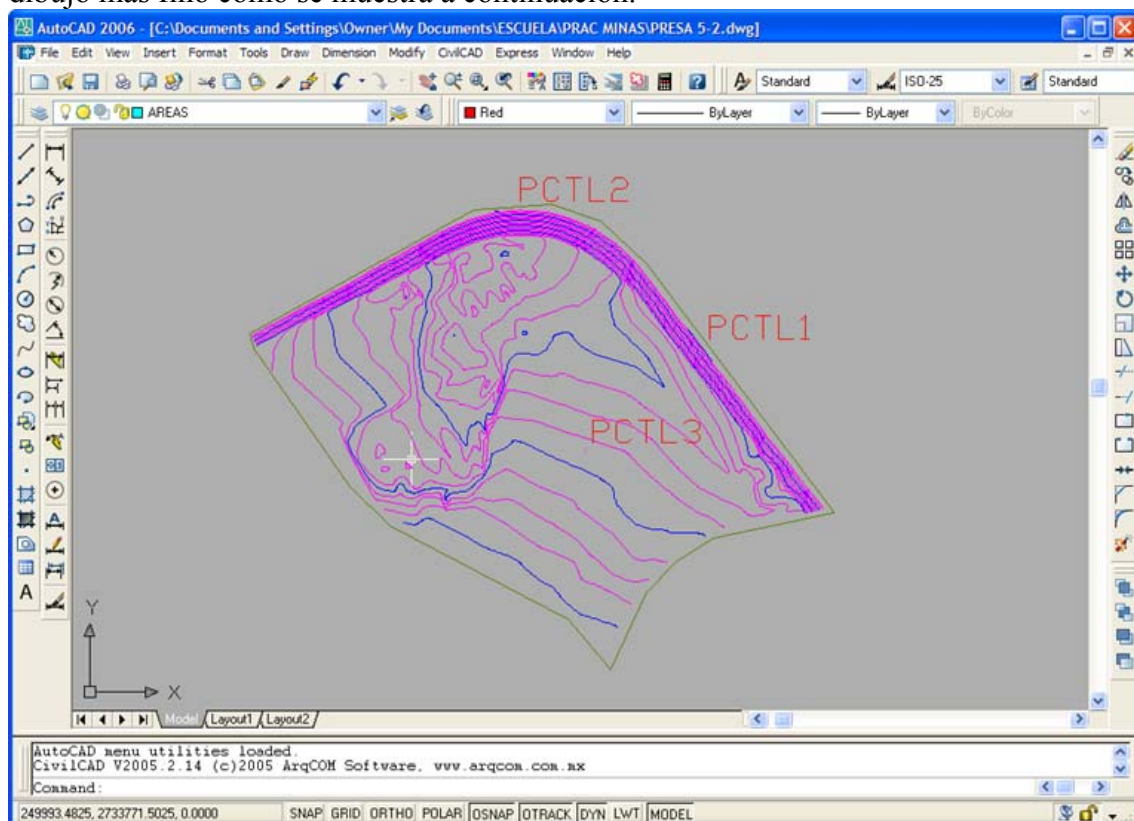 dibujo más fino como se muestra a continuación.
AutoCAD 2006 - [C:\Documents and Settings\Owner\My Documents\ESCUELA\PRAC MINAS\PRESA 5-2.dwg]
File Edit View Insert Format Tools Draw Dimension Modify CivilCAD Express Window Help
Standard ISO-25 Standard
AREAS Red ByLayer ByLayer ByColor
PCTL2
PCTL1
PCTL3
Y
X
Model Layout1 Layout2
AutoCAD menu utilities loaded.
CivilCAD V2005.2.14 (c)2005 ArqCOM Software, www.arqcom.com.mx
Command:
249993.4825, 2733771.5025, 0.0000 SNAP GRID ORTHO POLAR OSNAP OTRACK DYN LWT MODEL